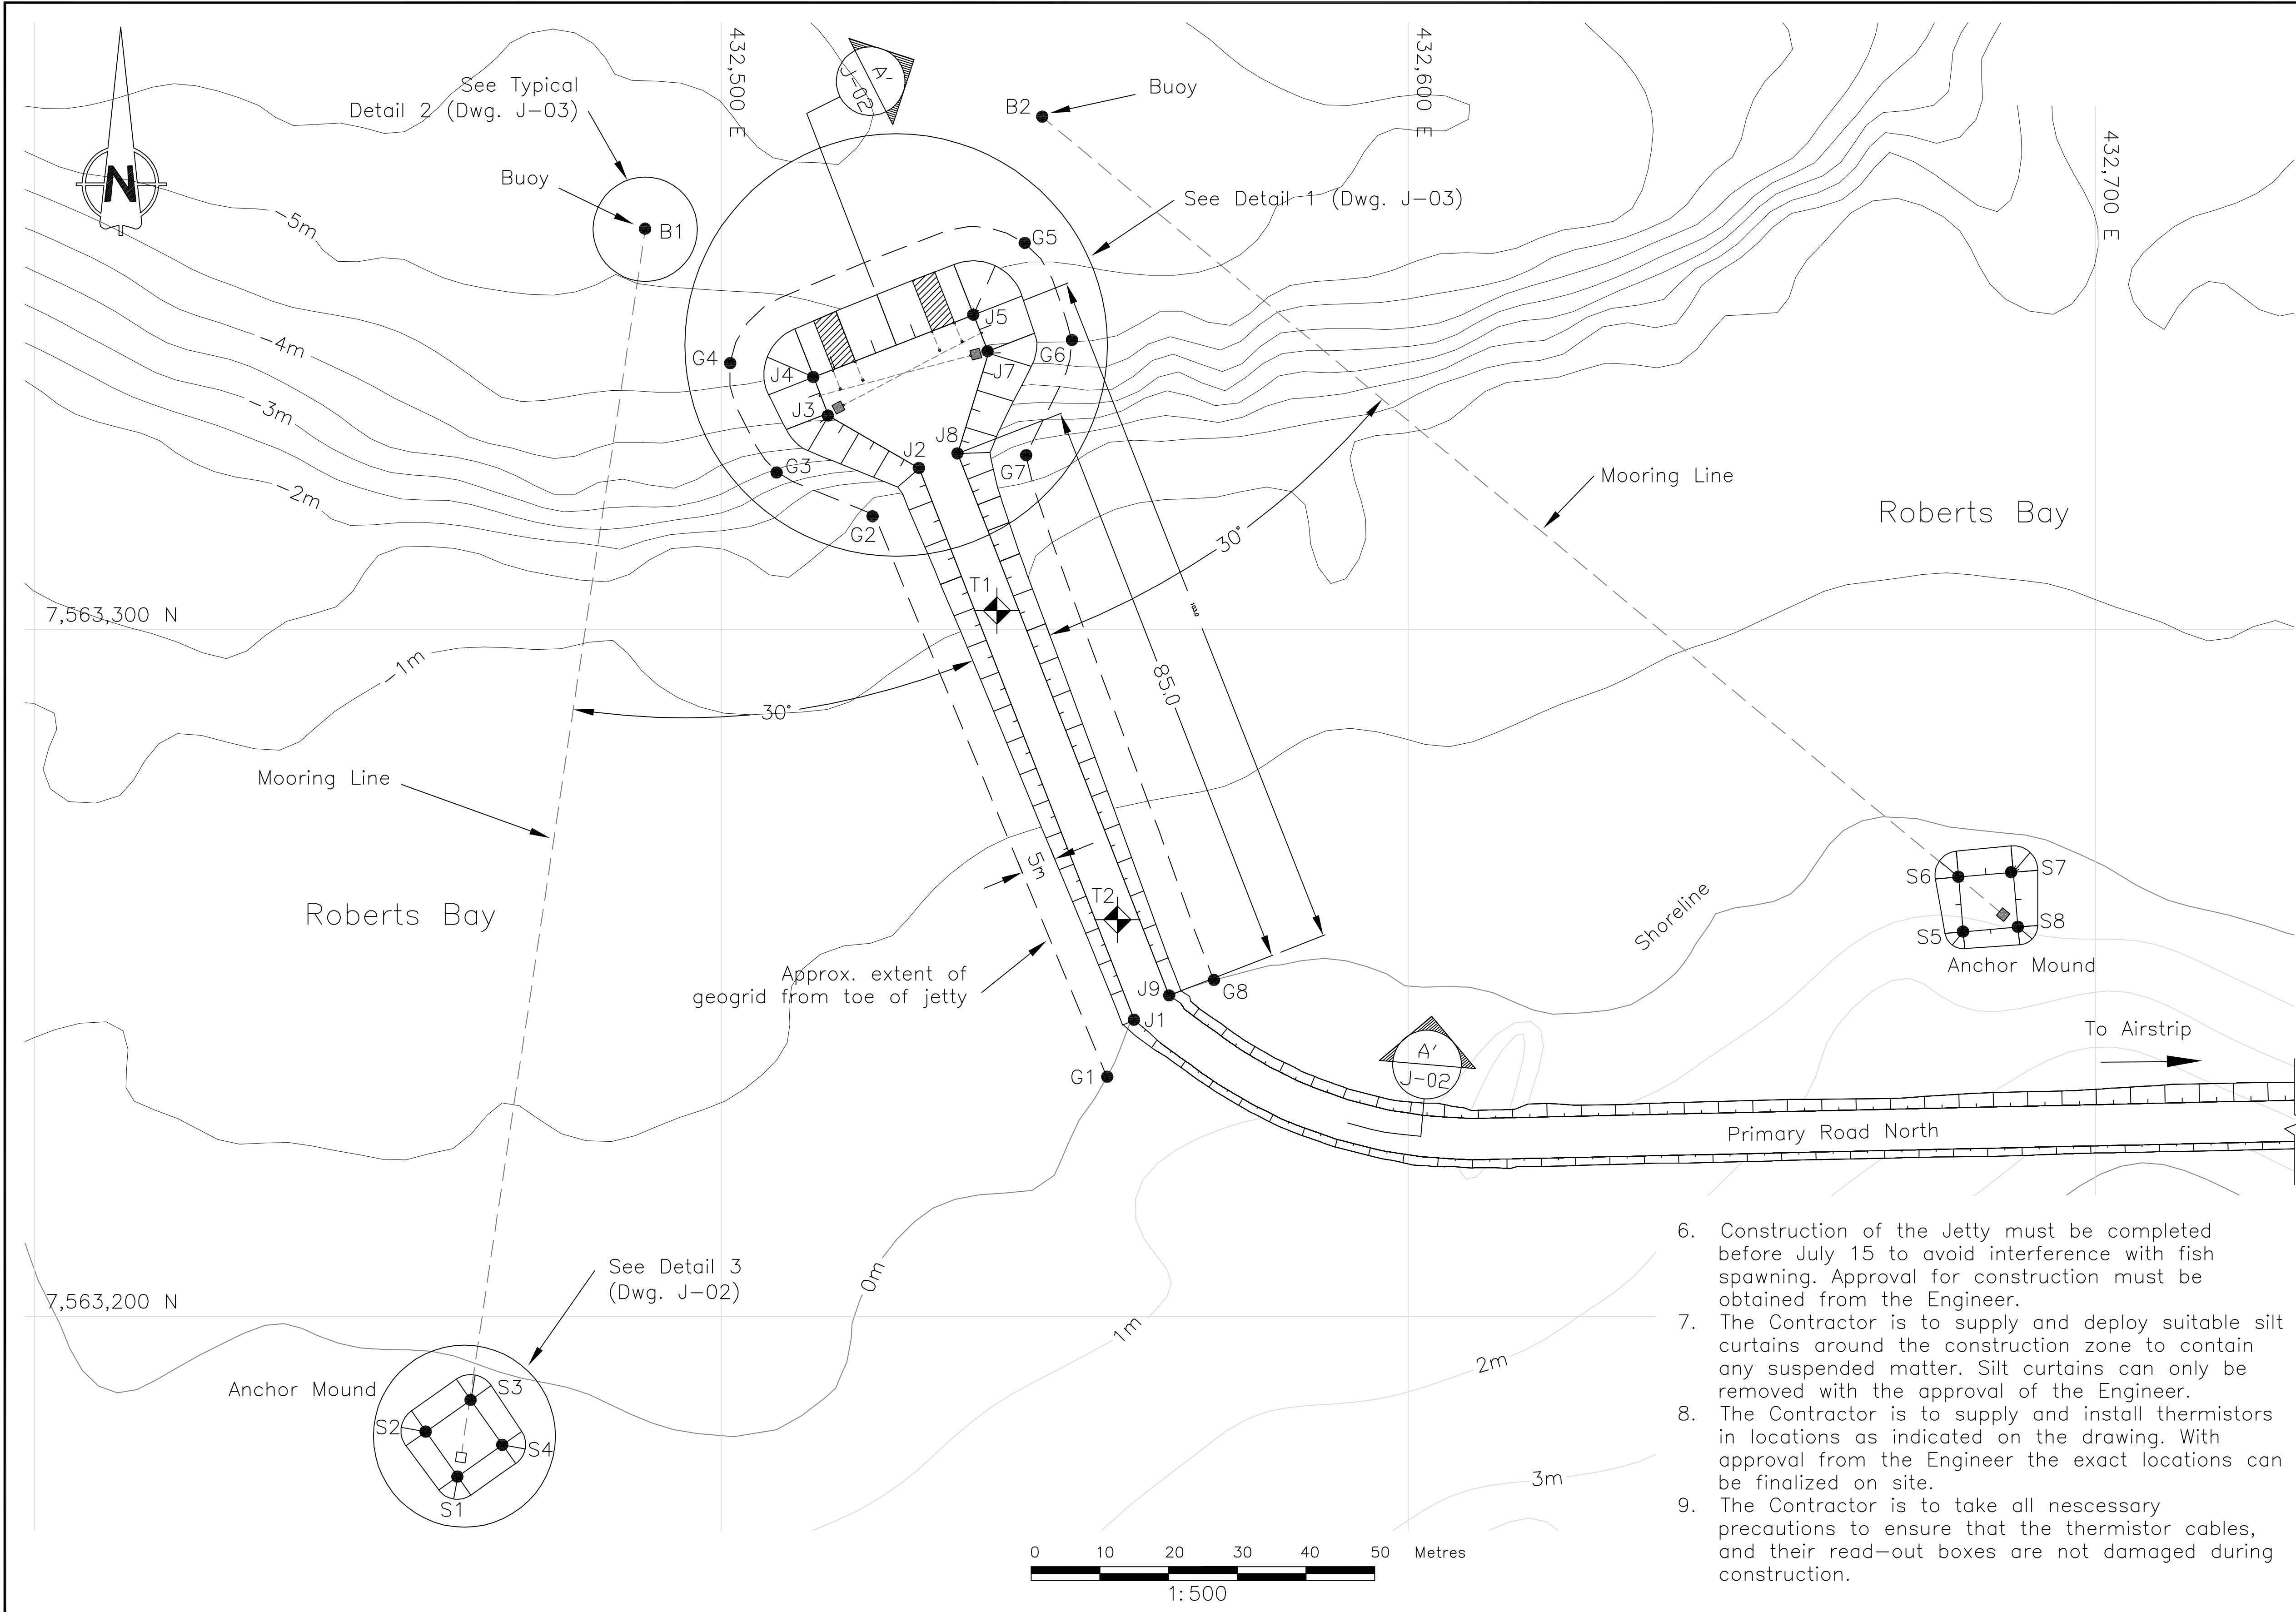 432,500 E
432,600 E
432,700 E
N
See Typical
Detail 2 (Dwg. J-03)
A'
J-02
B2
Buoy
Buoy
B1
See Detail 1 (Dwg. J-03)
-5m
G5
-4m
G4
J5
G6
J4
J7
-3m
J3
J8
J2
G3
G7
-2m
G2
Mooring Line
Roberts Bay
30°
T1
103.0
7,563,300 N
-1m
85.0
30°
Mooring Line
5m
T2
Roberts Bay
S6
S7
Shoreline
S5
S8
Anchor Mound
Approx. extent of
geogrid from toe of jetty
J9
G8
J1
To Airstrip
A'
J-02
G1
Primary Road North
See Detail 3
(Dwg. J-02)
0m
7,563,200 N
1m
2m
3m
Anchor Mound
S3
S2
S4
S1
6. Construction of the Jetty must be completed
before July 15 to avoid interference with fish
spawning. Approval for construction must be
obtained from the Engineer.
7. The Contractor is to supply and deploy suitable silt
curtains around the construction zone to contain
any suspended matter. Silt curtains can only be
removed with the approval of the Engineer.
8. The Contractor is to supply and install thermistors
in locations as indicated on the drawing. With
approval from the Engineer the exact locations can
be finalized on site.
9. The Contractor is to take all nescessary
precautions to ensure that the thermistor cables,
and their read-out boxes are not damaged during
construction.
0 10 20 30 40 50 Metres
1:500